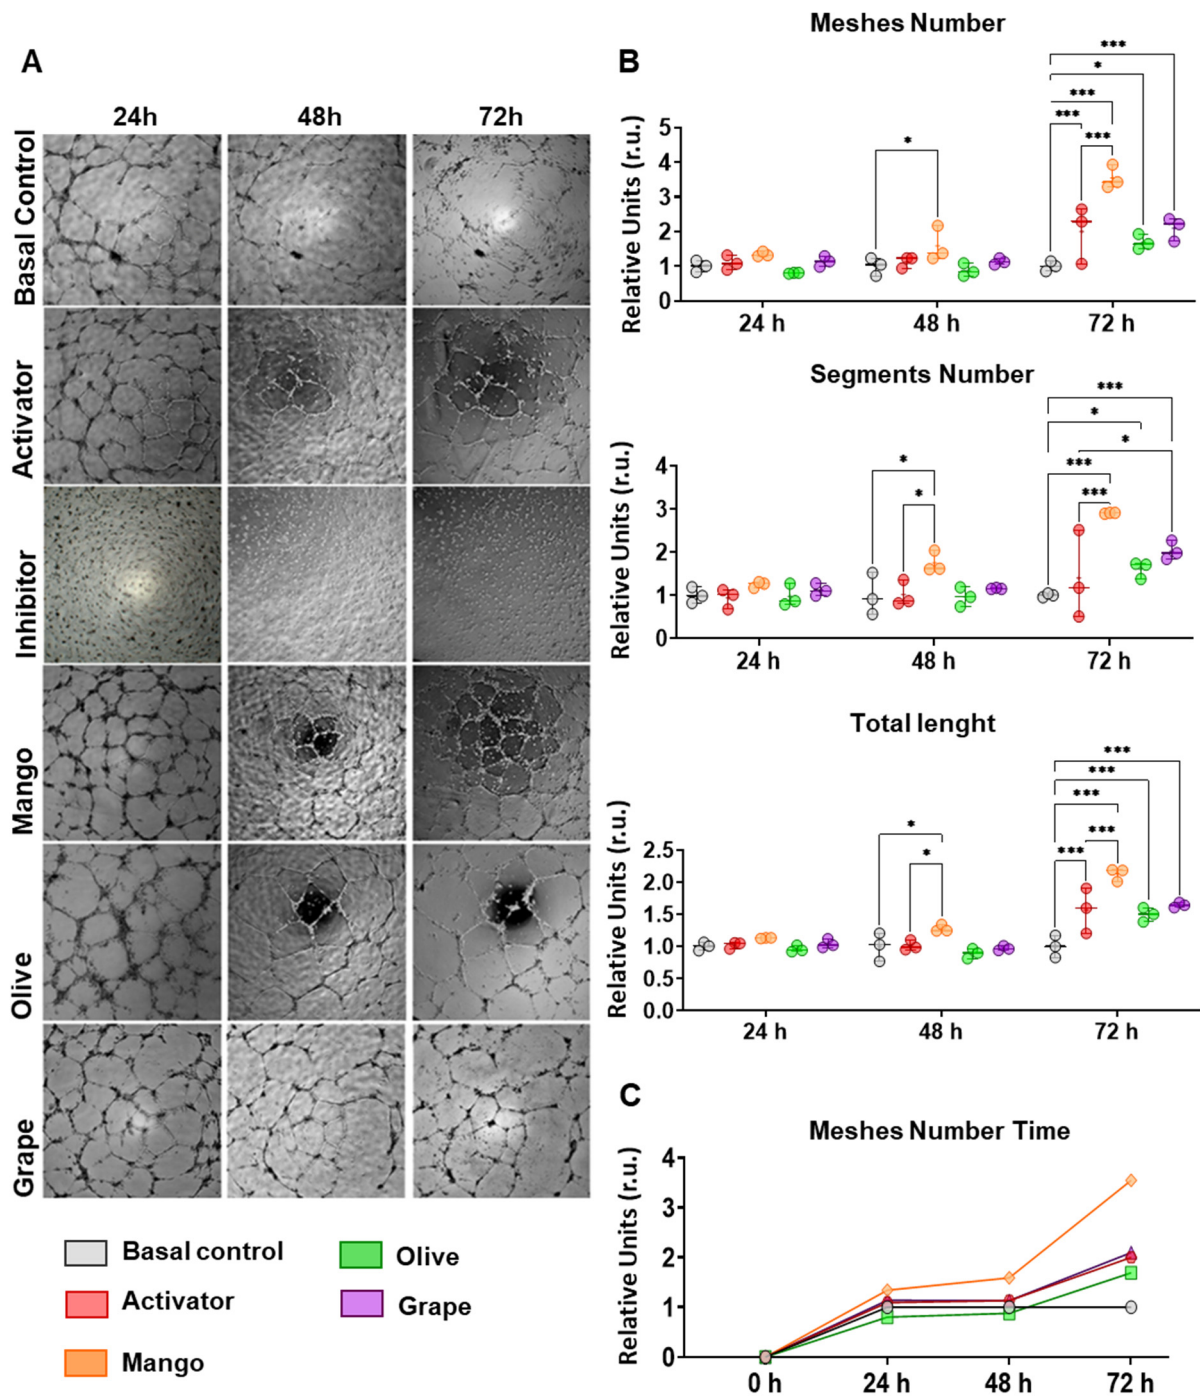 A
24h
48h
72h
Basal Control
Activator
Inhibitor
Mango
Olive
Grape
Basal control
Activator
Mango
Olive
Grape
B
Meshes Number
***
*
***
***
***
*
Relative Units (r.u.)
5
4
3
2
1
0
24 h
48 h
72 h
Segments Number
***
*
*
***
***
*
*
Relative Units (r.u.)
4
3
2
1
0
24 h
48 h
72 h
Total lenght
***
***
***
***
***
*
*
Relative Units (r.u.)
2.5
2.0
1.5
1.0
0.5
0.0
24 h
48 h
72 h
C
Meshes Number Time
Relative Units (r.u.)
4
3
2
1
0
0 h
24 h
48 h
72 h